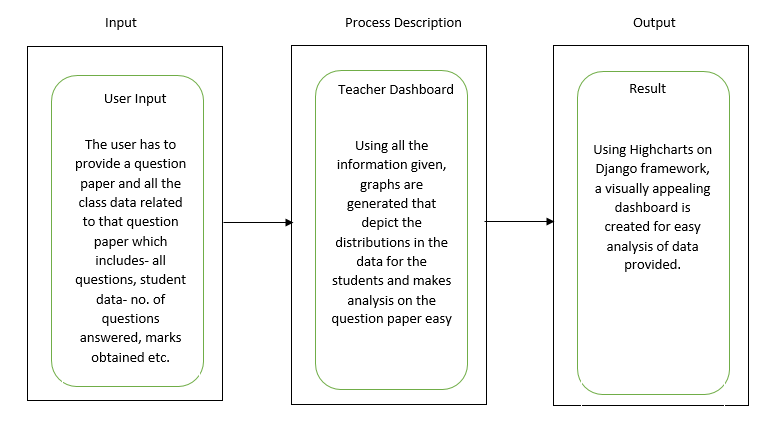 Input
User Input
The user has to
provide a question
paper and all the
class data related
to that question
paper which
includes- all
questions, student
data- no. of
questions
answered, marks
obtained etc.
Process Description
Teacher Dashboard
Using all the
information given,
graphs are
generated that
depict the
distributions in the
data for the
students and makes
analysis on the
question paper easy
Output
Result
Using Highcharts on
Django framework,
a visually appealing
dashboard is
created for easy
analysis of data
provided.